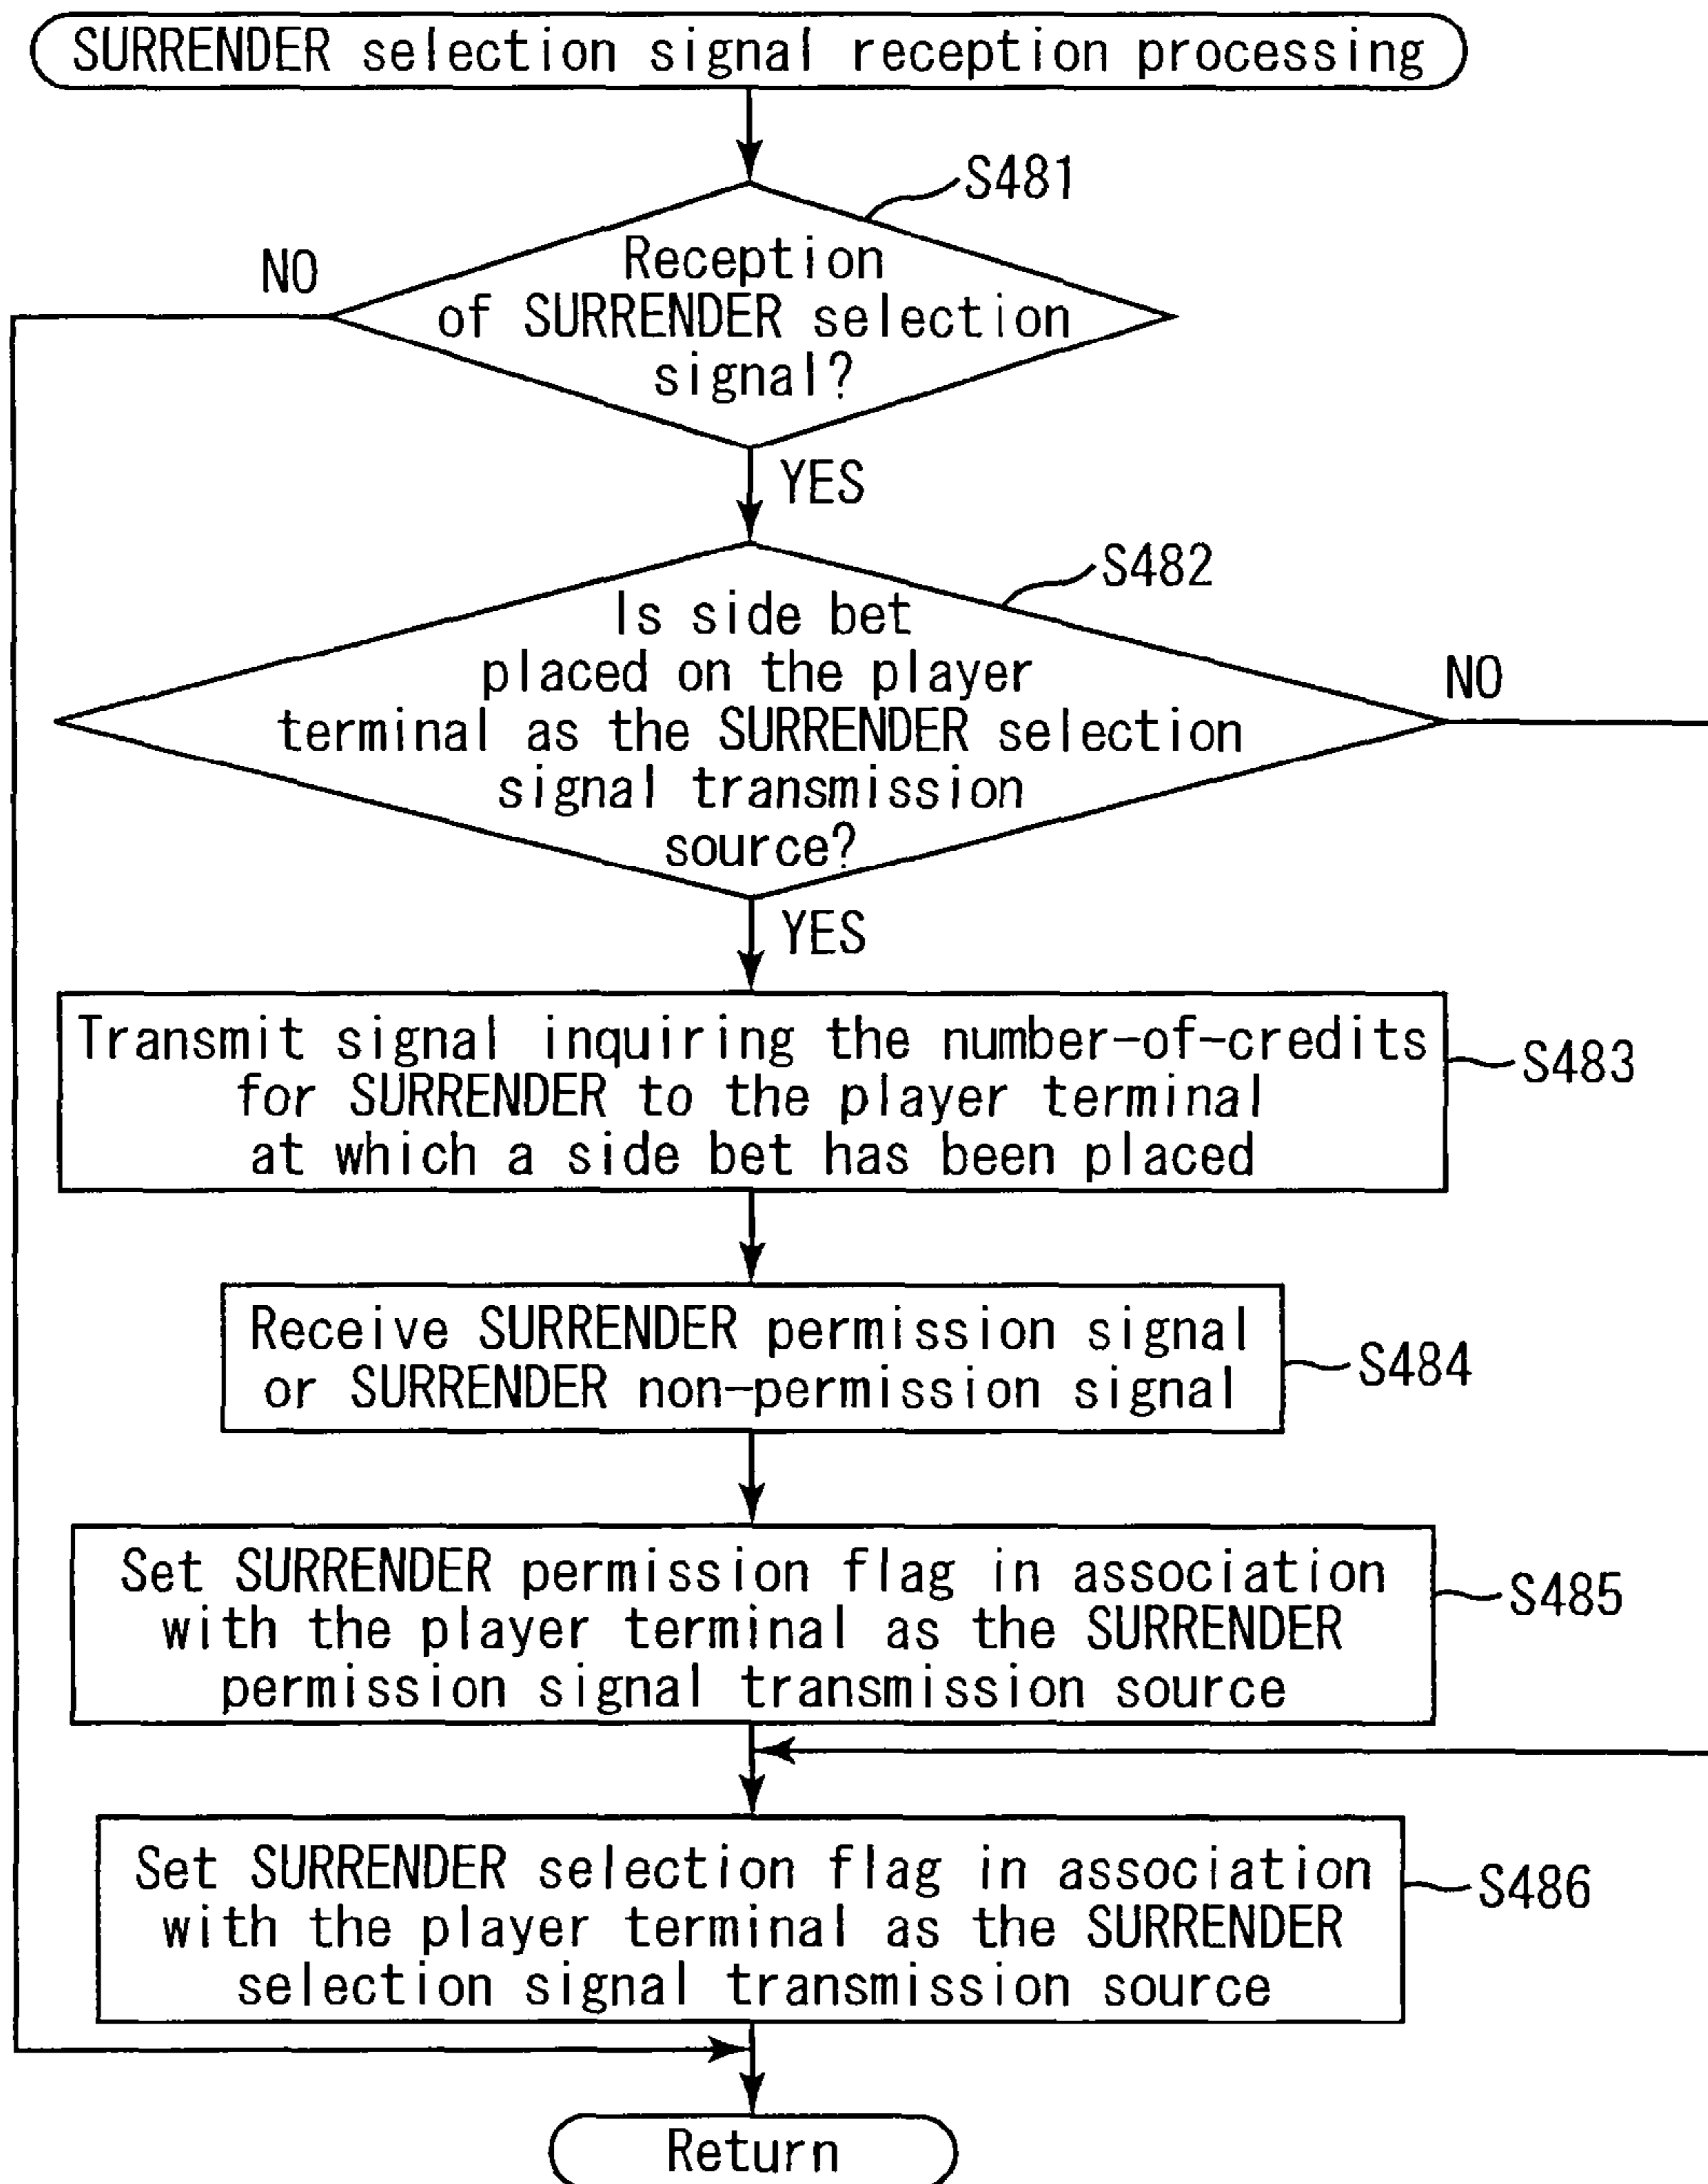 SURRENDER selection signal reception processing
S481
NO
Reception
of SURRENDER selection
signal?
YES
S482
Is side bet
placed on the player
terminal as the SURRENDER selection
signal transmission
source?
NO
YES
Transmit signal inquiring the number-of-credits
for SURRENDER to the player terminal
at which a side bet has been placed
S483
Receive SURRENDER permission signal
or SURRENDER non-permission signal
S484
Set SURRENDER permission flag in association
with the player terminal as the SURRENDER
permission signal transmission source
S485
Set SURRENDER selection flag in association
with the player terminal as the SURRENDER
selection signal transmission source
S486
Return